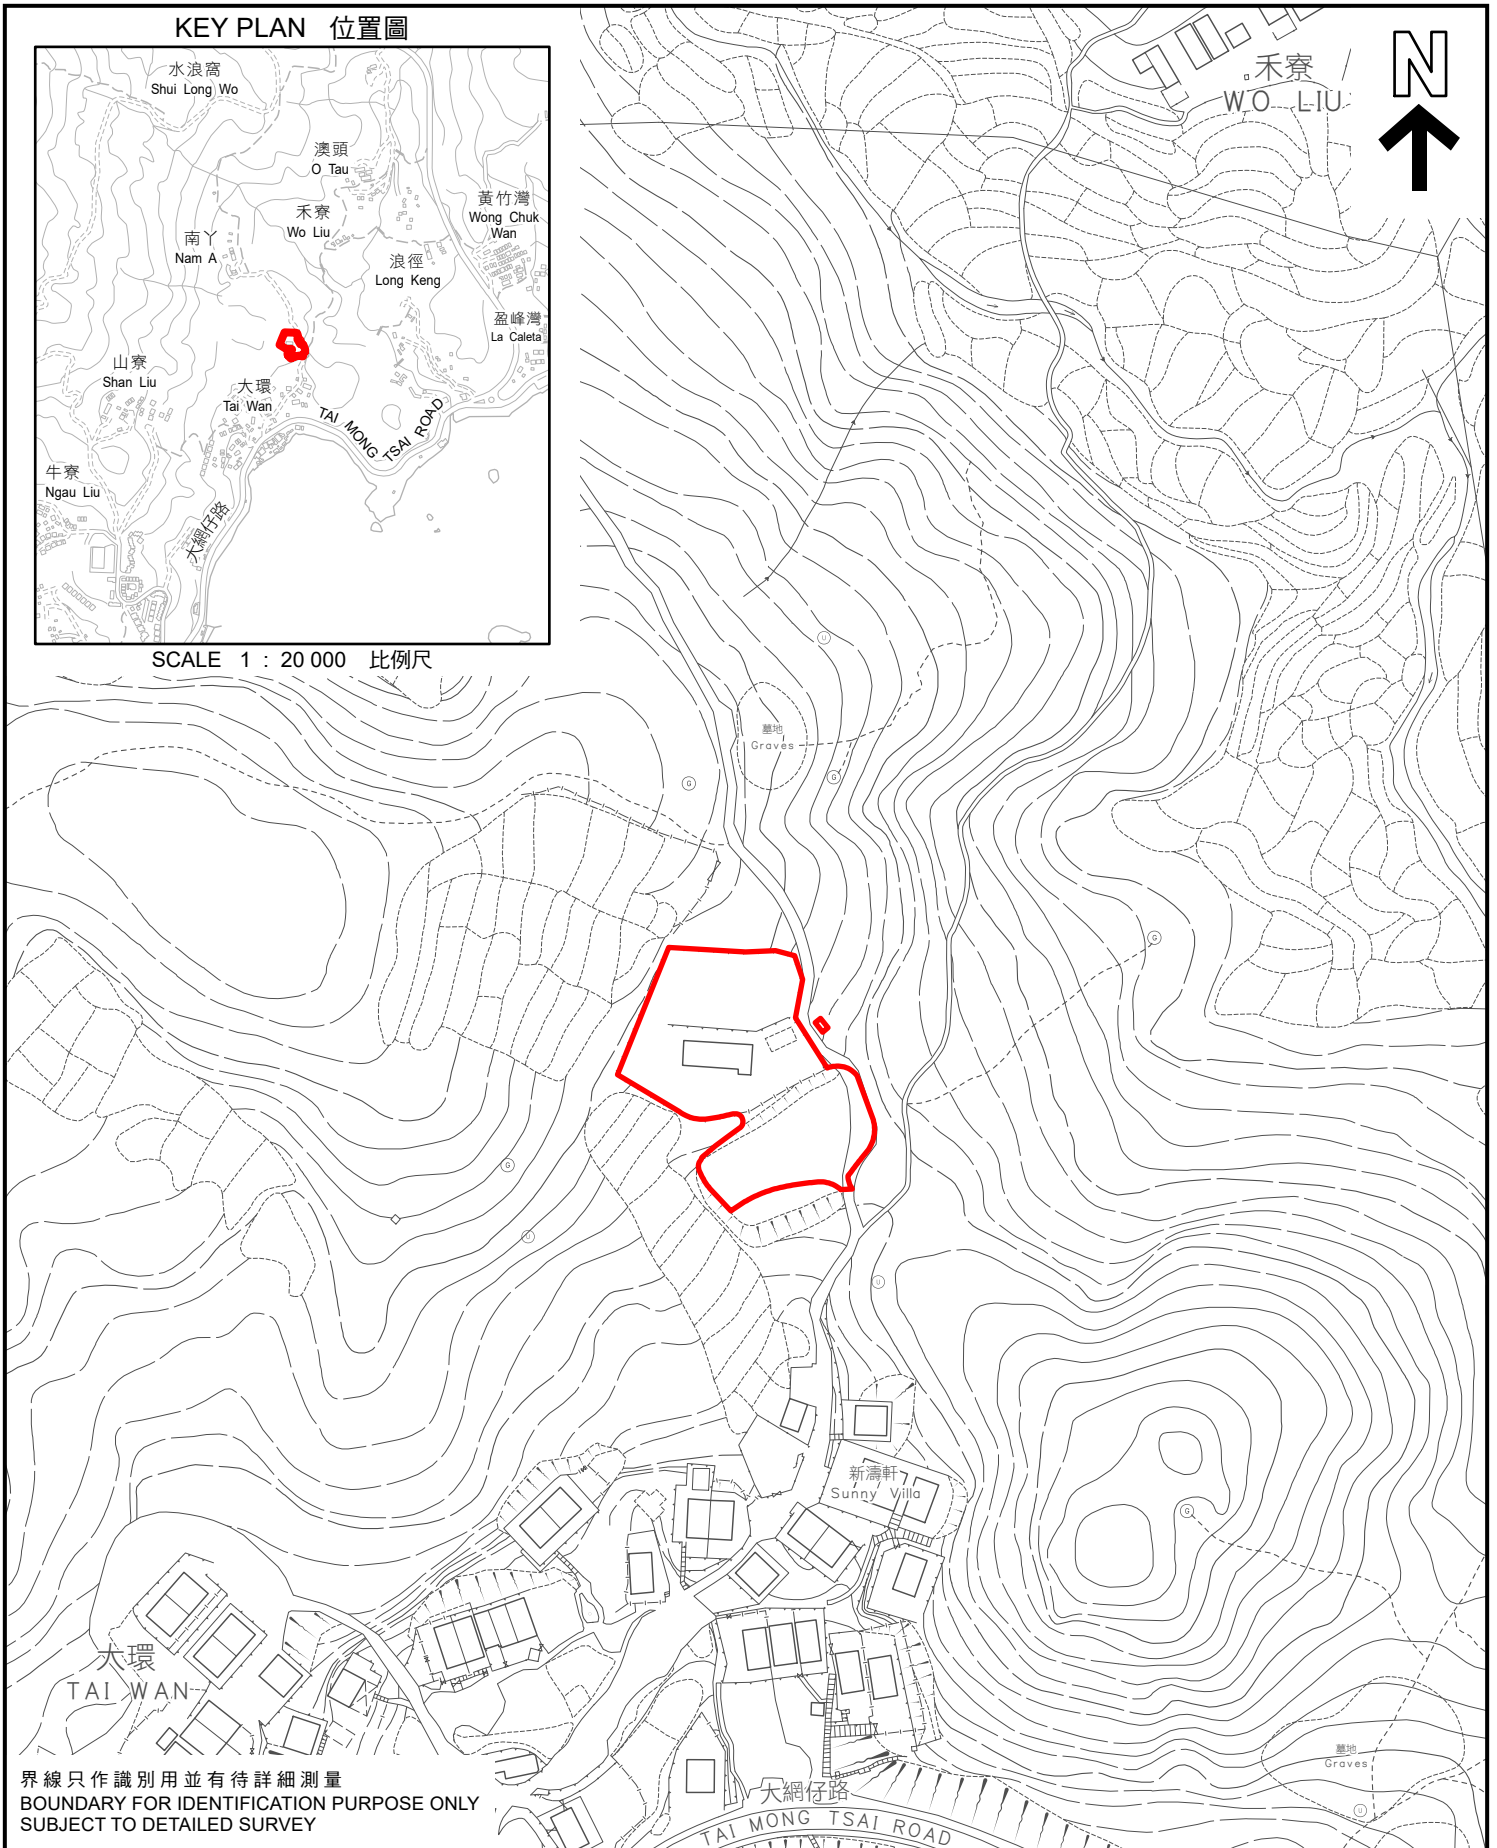 KEY PLAN 位置圖
水浪窩
Shui Long Wo
澳頭
O Tau
黃竹灣
Wong Chuk
Wan
禾寮
Wo Liu
南丫
Nam A
浪徑
Long Keng
盈峰灣
La Caleta
山寮
Shan Liu
大環
Tai Wan
TAI MONG TSAI ROAD
牛寮
Ngau Liu
大網仔路
SCALE 1 : 20 000 比例尺
禾寮
WO LIU
N
U
墓地
Graves
G
G
G
G
U
U
G
新濤軒
Sunny Villa
大環
TAI WAN
墓地
Graves
U
大網仔路
TAI MONG TSAI ROAD
界線只作識別用並有待詳細測量
BOUNDARY FOR IDENTIFICATION PURPOSE ONLY
SUBJECT TO DETAILED SURVEY